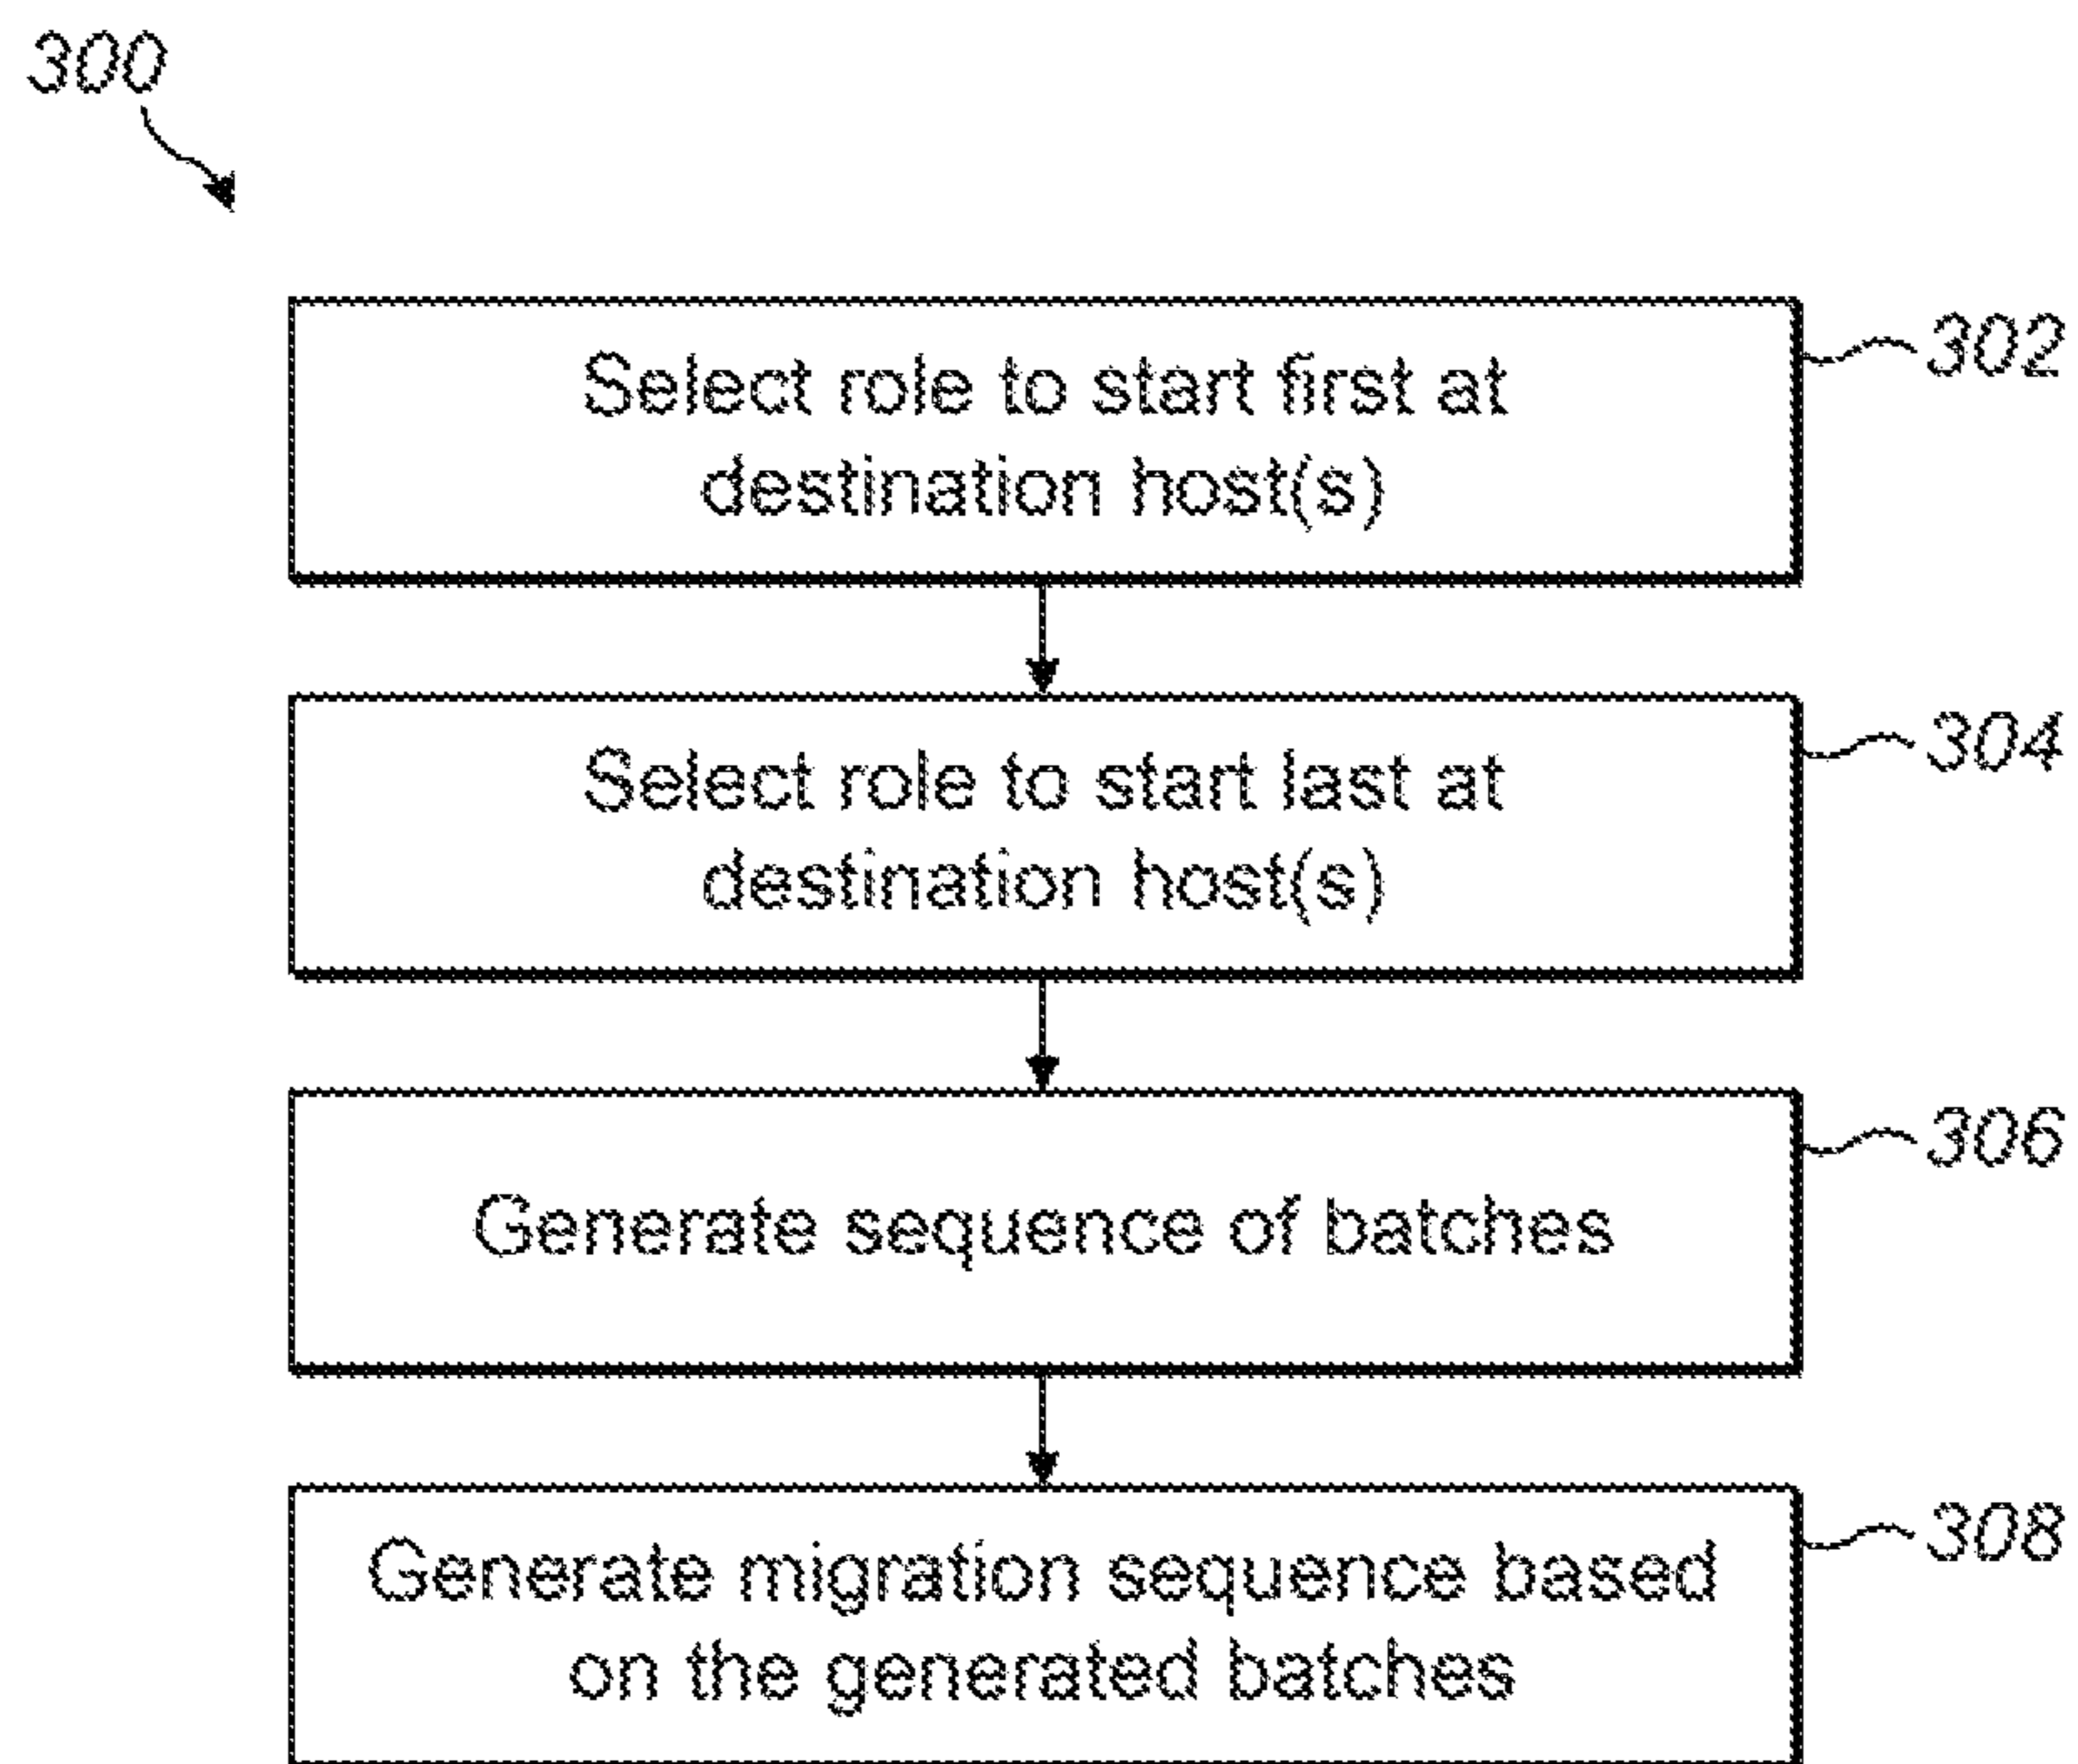 300
Select role to start first at
destination host(s)
302
Select role to start last at
destination host(s)
304
Generate sequence of batches
306
Generate migration sequence based
on the generated batches
308